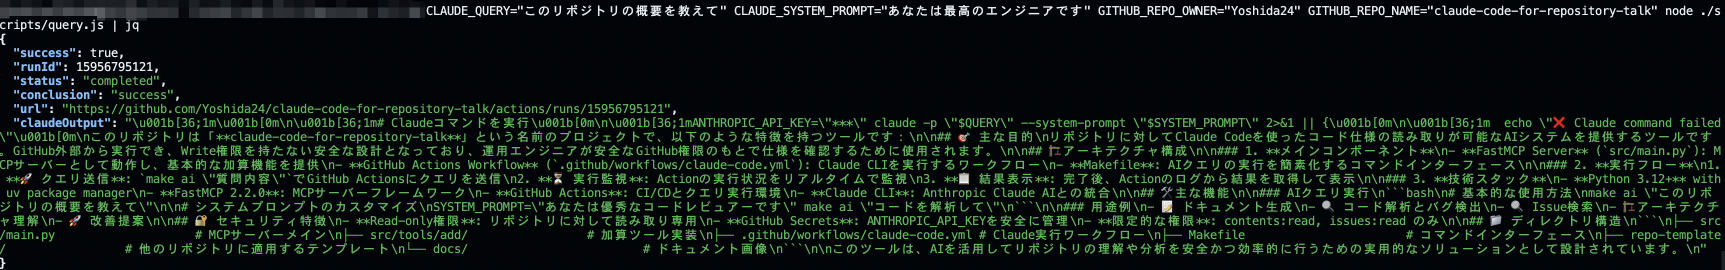 CLAUDE_QUERY="このリポジトリの概要を教えて" CLAUDE_SYSTEM_PROMPT="あなたは最高のエンジニアです" GITHUB_REPO_OWNER="Yoshida24" GITHUB_REPO_NAME="claude-code-for-repository-talk" node ./s
cripts/query.js | jq
{
  "success": true,
  "runId": 15956795121,
  "status": "completed",
  "conclusion": "success",
  "url": "https://github.com/Yoshida24/claude-code-for-repository-talk/actions/runs/15956795121",
  "claudeOutput": "\u001b[36;1m\u001b[0m\n\u001b[36;1m# Claudeコマンドを実行\u001b[0m\n\u001b[36;1mANTHROPIC_API_KEY=\"***\" claude -p \"$QUERY\" --system-prompt \"$SYSTEM_PROMPT\" 2>&1 || {\u001b[0m\n\u001b[36;1m  echo \"❌ Claude command failed
\"\u001b[0m\nこのリポジトリは「**claude-code-for-repository-talk**」という名前のプロジェクトで、以下のような特徴を持つツールです：\n\n## 🎯 主な目的\nリポジトリに対してClaude Codeを使ったコード仕様の読み取りが可能なAIシステムを提供するツールです
。GitHub外部から実行でき、Write権限を持たない安全な設計となっており、運用エンジニアが安全なGitHub権限のもとで仕様を確認するために使用されます。\n\n## 🏗️アーキテクチャ構成\n\n### 1. **メインコンポーネント**\n- **FastMCP Server** (`src/main.py`): M
CPサーバーとして動作し、基本的な加算機能を提供\n- **GitHub Actions Workflow** (`.github/workflows/claude-code.yml`): Claude CLIを実行するワークフロー\n- **Makefile**: AIクエリの実行を簡素化するコマンドインターフェース\n\n### 2. **実行フロー**\n1.
 **🚀 クエリ送信**: `make ai \"質問内容\"`でGitHub Actionsにクエリを送信\n2. **⏳ 実行監視**: Actionの実行状況をリアルタイムで監視\n3. **📋 結果表示**: 完了後、Actionのログから結果を取得して表示\n\n### 3. **技術スタック**\n- **Python 3.12+** with
 uv package manager\n- **FastMCP 2.2.0**: MCPサーバーフレームワーク\n- **GitHub Actions**: CI/CDとクエリ実行環境\n- **Claude CLI**: Anthropic Claude AIとの統合\n\n## 🛠️主な機能\n\n### AIクエリ実行\n```bash\n# 基本的な使用方法\nmake ai \"このリポ
ジトリの概要を教えて\"\n\n# システムプロンプトのカスタマイズ\nSYSTEM_PROMPT=\"あなたは優秀なコードレビュアーです\" make ai \"コードを解析して\"\n```\n\n### 用途例\n- 📝 ドキュメント生成\n- 🔍 コード解析とバグ検出\n- 🔍 Issue検索\n- 🏗️アーキテクチ
ャ理解\n- 🚀 改善提案\n\n## 🔐 セキュリティ特徴\n- **Read-only権限**: リポジトリに対して読み取り専用\n- **GitHub Secrets**: ANTHROPIC_API_KEYを安全に管理\n- **限定的な権限**: contents:read, issues:read のみ\n\n## 📁 ディレクトリ構造\n```\n├── src
/main.py                    # MCPサーバーメイン\n├── src/tools/add/                 # 加算ツール実装\n├── .github/workflows/claude-code.yml # Claude実行ワークフロー\n├── Makefile                       # コマンドインターフェース\n├── repo-template
/                 # 他のリポジトリに適用するテンプレート\n└── docs/                         # ドキュメント画像\n```\n\nこのツールは、AIを活用してリポジトリの理解や分析を安全かつ効率的に行うための実用的なソリューションとして設計されています。\n"
}